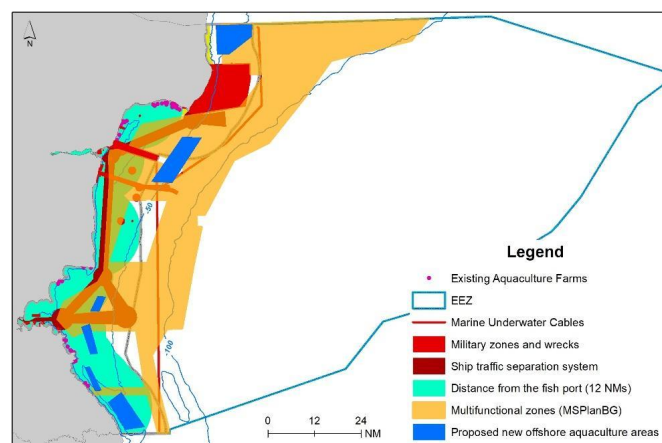 N
-50
-100
Legend
Existing Aquaculture Farms
EEZ
Marine Underwater Cables
Military zones and wrecks
Ship traffic separation system
Distance from the fish port (12 NMs)
Multifunctional zones (MSPlanBG)
Proposed new offshore aquaculture areas
0 12 24
NM